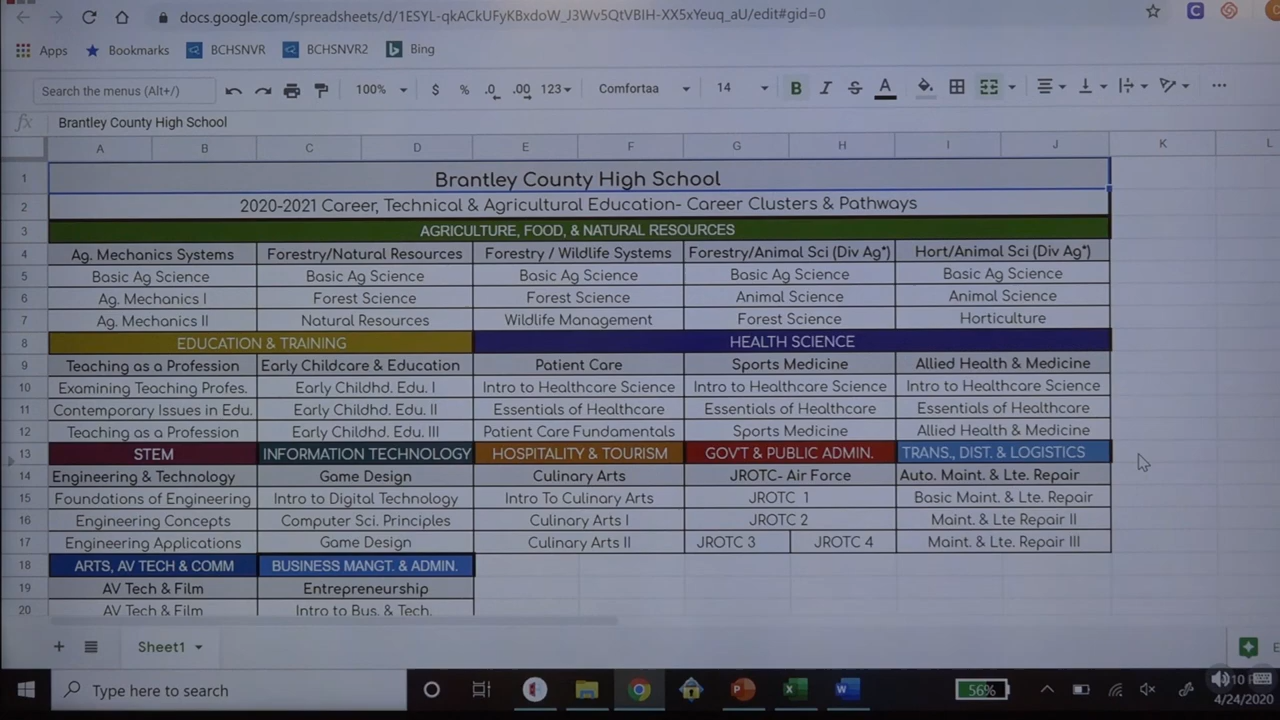 docs.google.com/spreadsheets/d/1ESYL-qkACkUFyKBxdoW_J3Wv5QtVBIH-XX5xYeuq_aU/edit#gid=0
Apps Bookmarks BCHSNVR BCHSNVR2 Bing
Search the menus (Alt+/) 100% $ % .0 .00 123 Comfortaa 14 B I S A
fx Brantley County High School
A B C D E F G H I J K L
1 Brantley County High School
2 2020-2021 Career, Technical & Agricultural Education- Career Clusters & Pathways
3 AGRICULTURE, FOOD, & NATURAL RESOURCES
4 Ag. Mechanics Systems Forestry/Natural Resources Forestry / Wildlife Systems Forestry/Animal Sci (Div Ag*) Hort/Animal Sci (Div Ag*)
5 Basic Ag Science Basic Ag Science Basic Ag Science Basic Ag Science Basic Ag Science
6 Ag. Mechanics I Forest Science Forest Science Animal Science Animal Science
7 Ag. Mechanics II Natural Resources Wildlife Management Forest Science Horticulture
8 EDUCATION & TRAINING HEALTH SCIENCE
9 Teaching as a Profession Early Childcare & Education Patient Care Sports Medicine Allied Health & Medicine
10 Examining Teaching Profes. Early Childhd. Edu. I Intro to Healthcare Science Intro to Healthcare Science Intro to Healthcare Science
11 Contemporary Issues in Edu. Early Childhd. Edu. II Essentials of Healthcare Essentials of Healthcare Essentials of Healthcare
12 Teaching as a Profession Early Childhd. Edu. III Patient Care Fundamentals Sports Medicine Allied Health & Medicine
13 STEM INFORMATION TECHNOLOGY HOSPITALITY & TOURISM GOV'T & PUBLIC ADMIN. TRANS., DIST. & LOGISTICS
14 Engineering & Technology Game Design Culinary Arts JROTC- Air Force Auto. Maint. & Lte. Repair
15 Foundations of Engineering Intro to Digital Technology Intro To Culinary Arts JROTC 1 Basic Maint. & Lte. Repair
16 Engineering Concepts Computer Sci. Principles Culinary Arts I JROTC 2 Maint. & Lte Repair II
17 Engineering Applications Game Design Culinary Arts II JROTC 3 JROTC 4 Maint. & Lte. Repair III
18 ARTS, AV TECH & COMM BUSINESS MANGT. & ADMIN.
19 AV Tech & Film Entrepreneurship
20 AV Tech & Film Intro to Bus. & Tech.
Sheet1
Type here to search 56%
4/24/2020